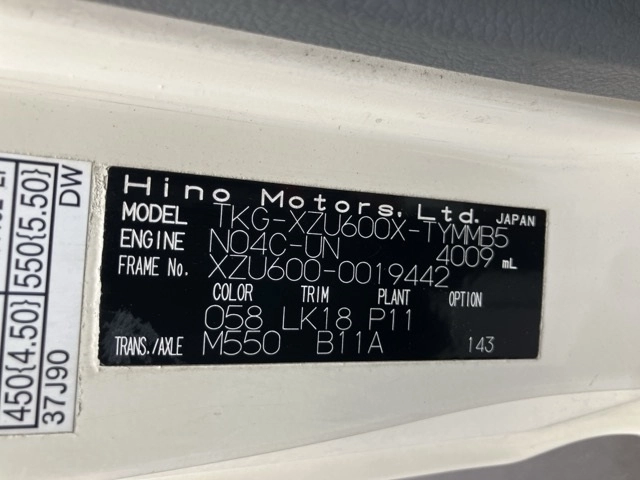 Hino Motors, Ltd. JAPAN
MODEL TKG-XZU600X-TYMMB5
ENGINE N04C-UN 4009 mL
FRAME No. XZU600-0019442
COLOR TRIM PLANT OPTION
058 LK18 P11
TRANS./AXLE M550 B11A 143
450{4.50} 550{5.50}
37J90 DW